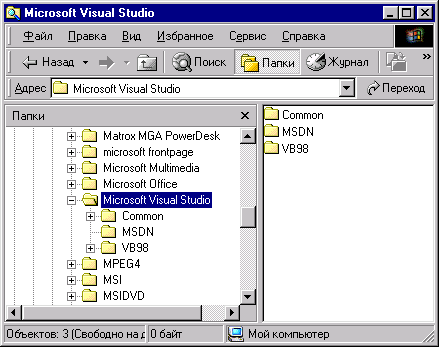 Microsoft Visual Studio
Файл Правка Вид Избранное Сервис Справка
Назад Поиск Папки Журнал »
Адрес Microsoft Visual Studio Переход
Папки
Matrox MGA PowerDesk
microsoft frontpage
Microsoft Multimedia
Microsoft Office
Microsoft Visual Studio
Common
MSDN
VB98
MPEG4
MSI
MSIDVD
Common
MSDN
VB98
Объектов: 3 (Свободно на д 0 байт Мой компьютер